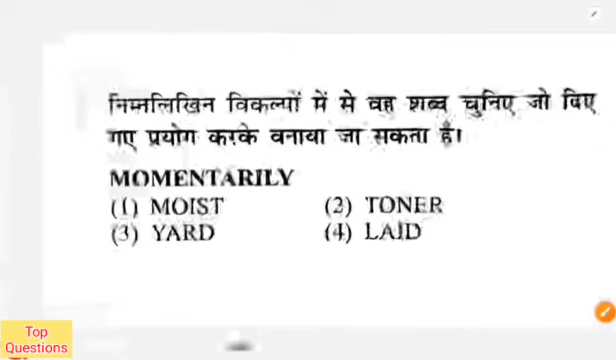 निम्नलिखिन विकल्पों में मे वह शब्द चुनिए जो दिए
गए प्रयोग करके बनाया जा सकता है।
MOMENTARILY
(1) MOIST (2) TONER
(3) YARD (4) LAID
Top
Questions